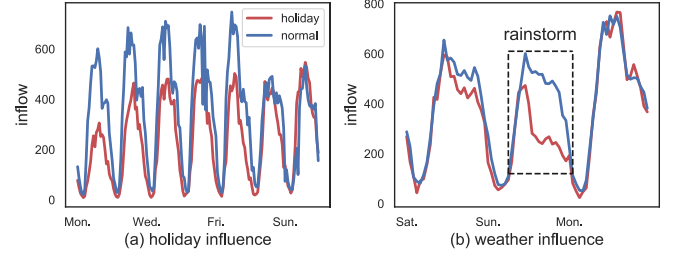 800
holiday
normal
rainstorm
600
600
400
400
200
200
0
0
inflow
inflow
Mon. Wed. Fri. Sun.
Sat. Sun. Mon.
(a) holiday influence
(b) weather influence